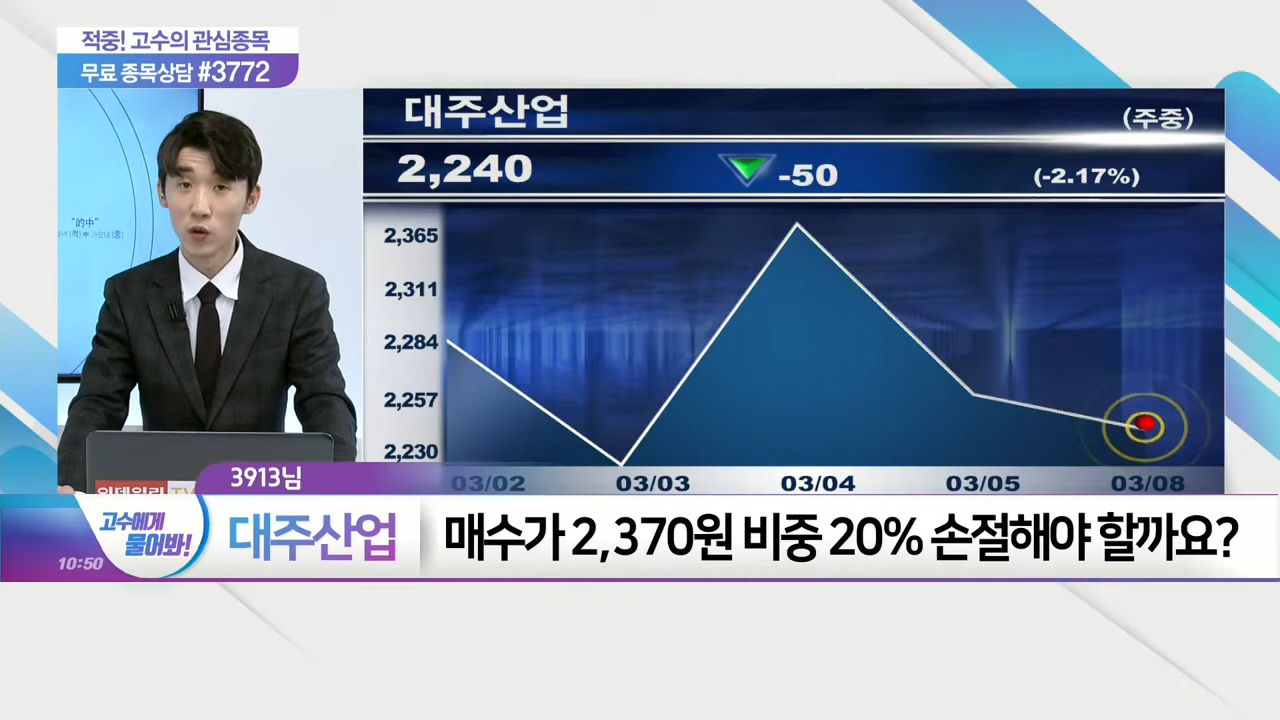 적중! 고수의 관심종목
무료 종목상담 #3772
“的中”
대주산업
(주중)
2,240
-50
(-2.17%)
2,365
2,311
2,284
2,257
2,230
03/02 03/03 03/04 03/05 03/08
3913님
고수에게
물어봐!
10:50
대주산업
매수가 2,370원 비중 20% 손절해야 할까요?